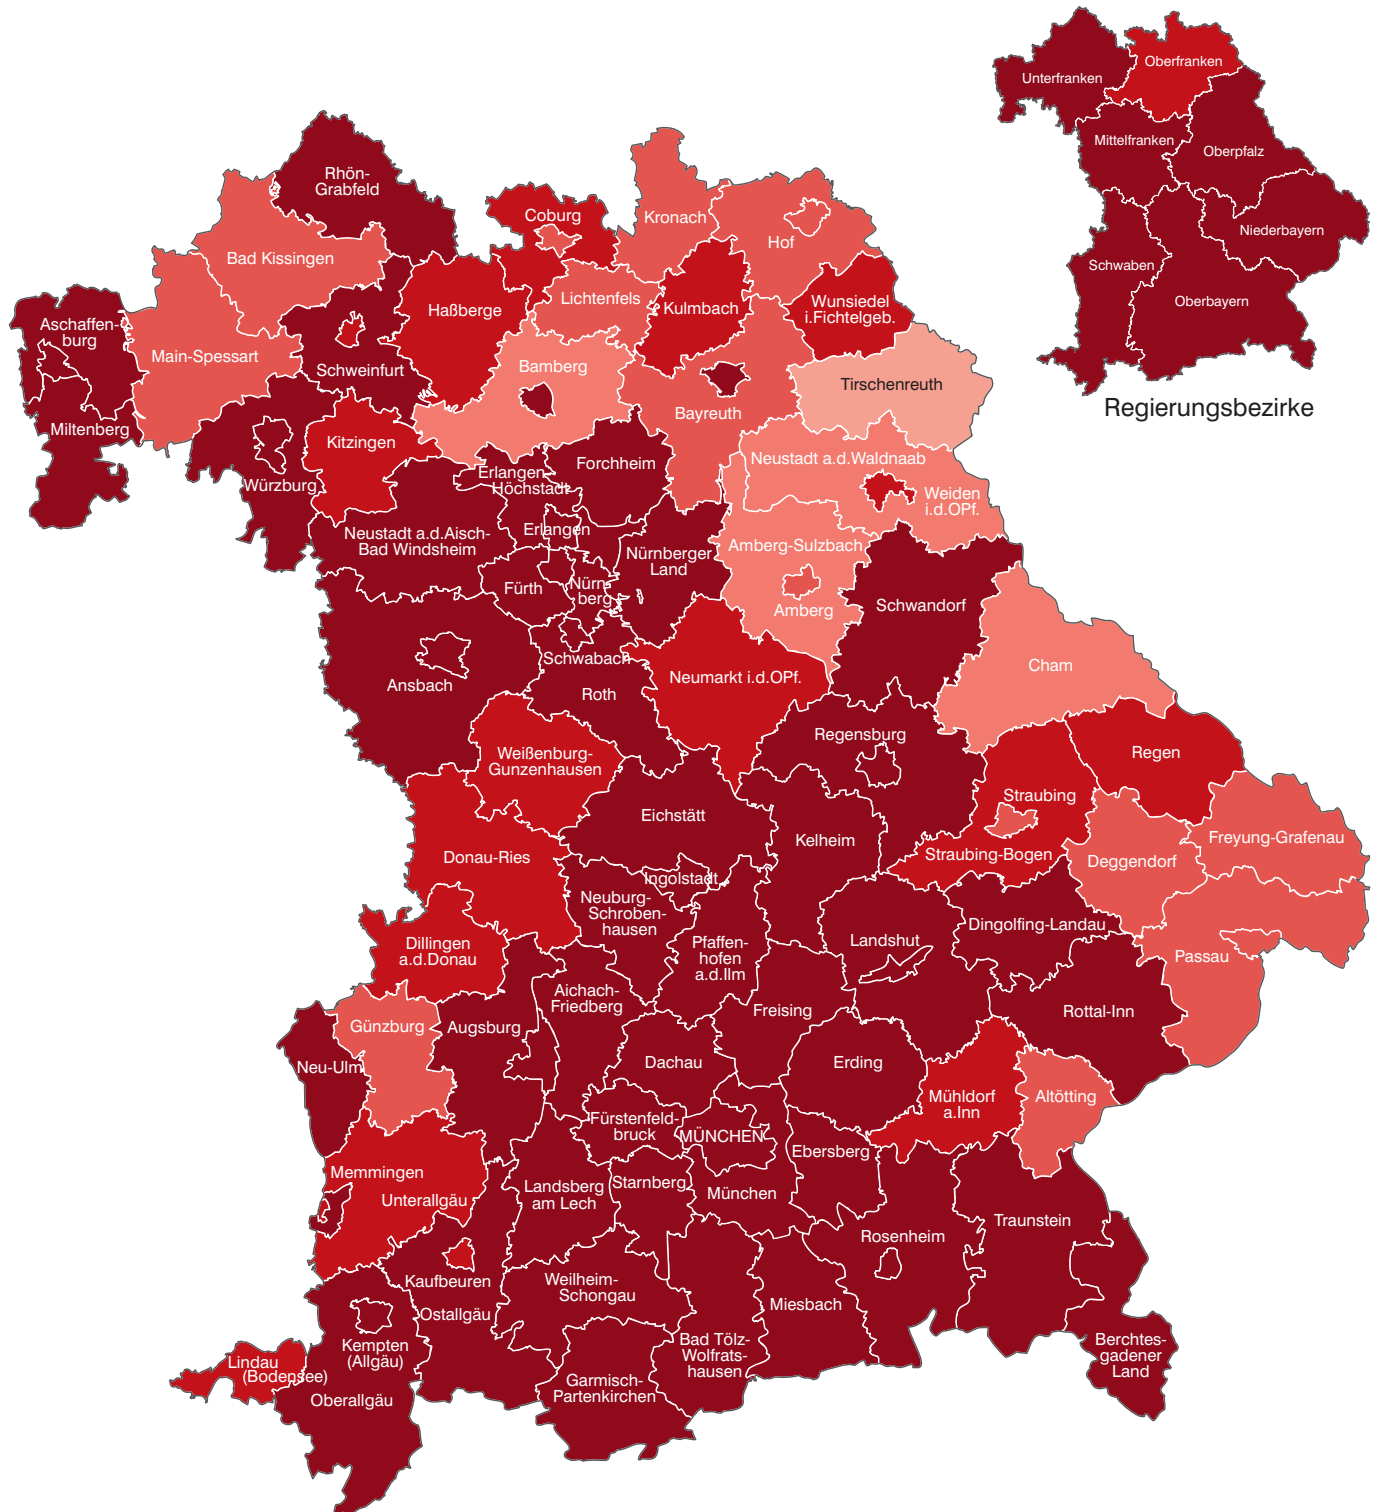 Unterfranken
Oberfranken
Mittelfranken
Oberpfalz
Niederbayern
Schwaben
Oberbayern
Regierungsbezirke
Rhön-
Grabfeld
Coburg
Kronach
Hof
Bad Kissingen
Lichtenfels
Haßberge
Kulmbach
Wunsiedel
i.Fichtelgeb.
Aschaffen-
burg
Main-Spessart
Schweinfurt
Bamberg
Tirschenreuth
Bayreuth
Miltenberg
Kitzingen
Würzburg
Erlangen-
Höchstadt
Forchheim
Neustadt a.d.Waldnaab
Weiden
i.d.OPf.
Neustadt a.d.Aisch-
Bad Windsheim
Erlangen
Nürnberger
Land
Amberg-Sulzbach
Fürth
Nürn-
berg
Amberg
Schwandorf
Schwabach
Neumarkt i.d.OPf.
Cham
Ansbach
Roth
Regensburg
Weißenburg-
Gunzenhausen
Regen
Straubing
Eichstätt
Kelheim
Freyung-Grafenau
Donau-Ries
Straubing-Bogen
Deggendorf
Ingolstadt
Neuburg-
Schroben-
hausen
Dingolfing-Landau
Dillingen
a.d.Donau
Pfaffen-
hofen
a.d.Ilm
Landshut
Passau
Aichach-
Friedberg
Freising
Rottal-Inn
Günzburg
Augsburg
Neu-Ulm
Dachau
Erding
Mühldorf
a.Inn
Altötting
Fürstenfeld-
bruck
MÜNCHEN
Ebersberg
Memmingen
Unterallgäu
Landsberg
am Lech
Starnberg
München
Traunstein
Rosenheim
Kaufbeuren
Ostallgäu
Weilheim-
Schongau
Miesbach
Kempten
(Allgäu)
Bad Tölz-
Wolfrats-
hausen
Berchtes-
gadener
Land
Lindau
(Bodensee)
Oberallgäu
Garmisch-
Partenkirchen